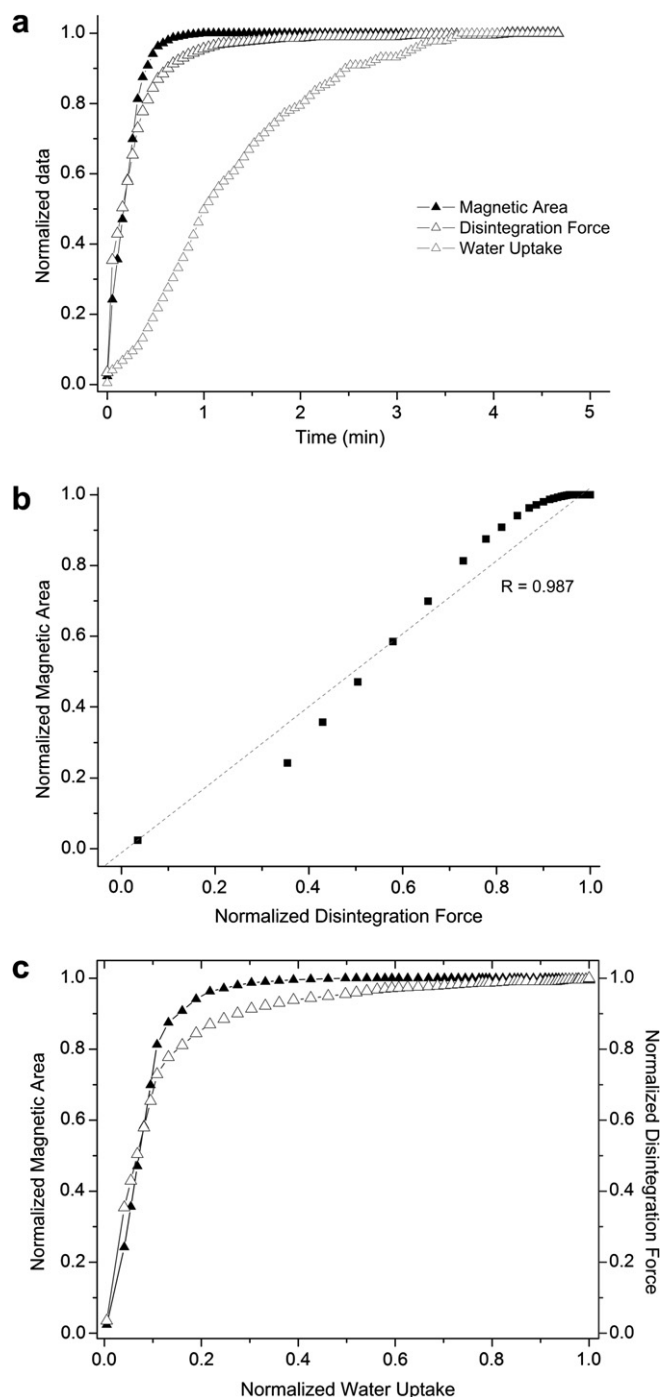 a
1.0
0.8
0.6
0.4
0.2
0.0
Normalized data
Magnetic Area
Disintegration Force
Water Uptake
0 1 2 3 4 5
Time (min)
b
1.0
0.8
0.6
0.4
0.2
0.0
Normalized Magnetic Area
R = 0.987
0.0 0.2 0.4 0.6 0.8 1.0
Normalized Disintegration Force
c
1.0
0.8
0.6
0.4
0.2
0.0
Normalized Magnetic Area
1.0
0.8
0.6
0.4
0.2
0.0
Normalized Disintegration Force
0.0 0.2 0.4 0.6 0.8 1.0
Normalized Water Uptake